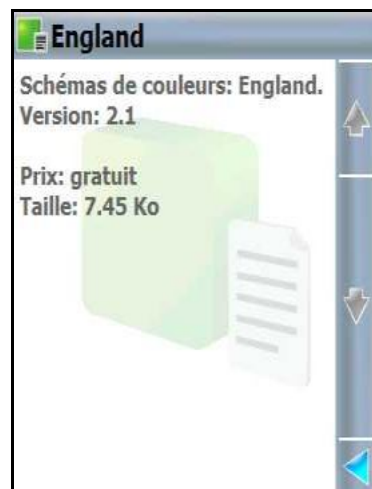 England
Schémas de couleurs: England.
Version: 2.1
Prix: gratuit
Taille: 7.45 Ko